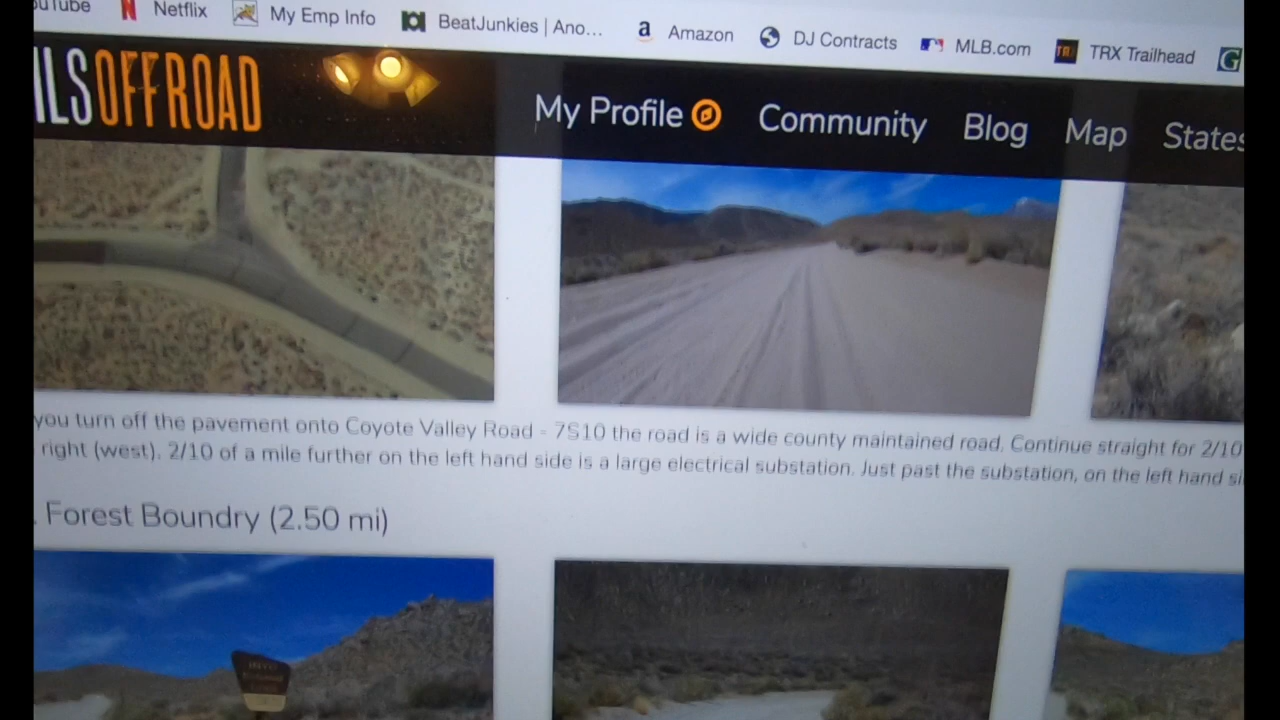 Netflix
My Emp Info
BeatJunkies | Ano...
a
Amazon
DJ Contracts
MLB.com
TRX Trailhead
G
ILSOFFROAD
My Profile
Community
Blog
Map
States
you turn off the pavement onto Coyote Valley Road - 7S10 the road is a wide county maintained road. Continue straight for 2/10
right (west). 2/10 of a mile further on the left hand side is a large electrical substation. Just past the substation, on the left hand si
. Forest Boundry (2.50 mi)